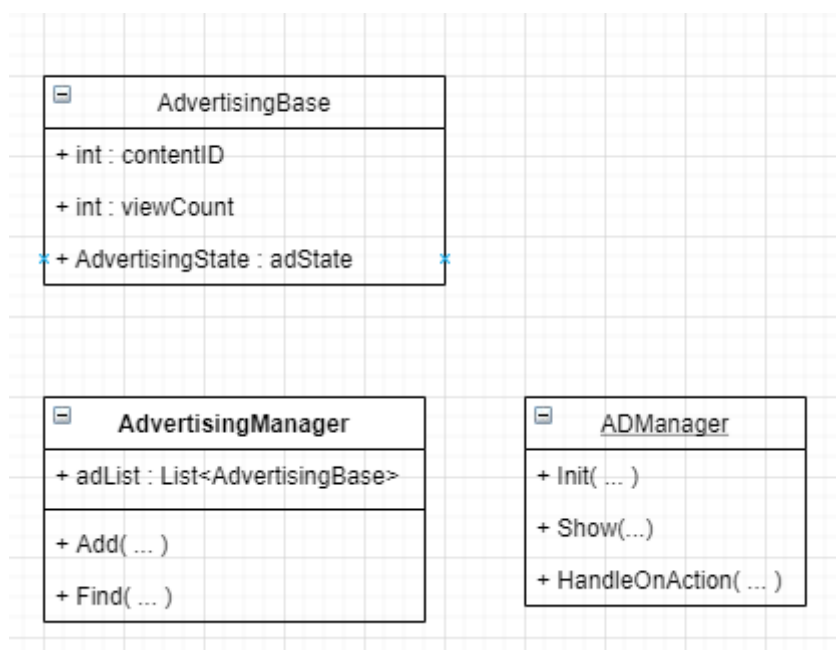 AdvertisingBase
+ int : contentID
+ int : viewCount
+ AdvertisingState : adState
AdvertisingManager
+ adList : List<AdvertisingBase>
+ Add( ... )
+ Find( ... )
ADManager
+ Init( ... )
+ Show(...)
+ HandleOnAction( ... )